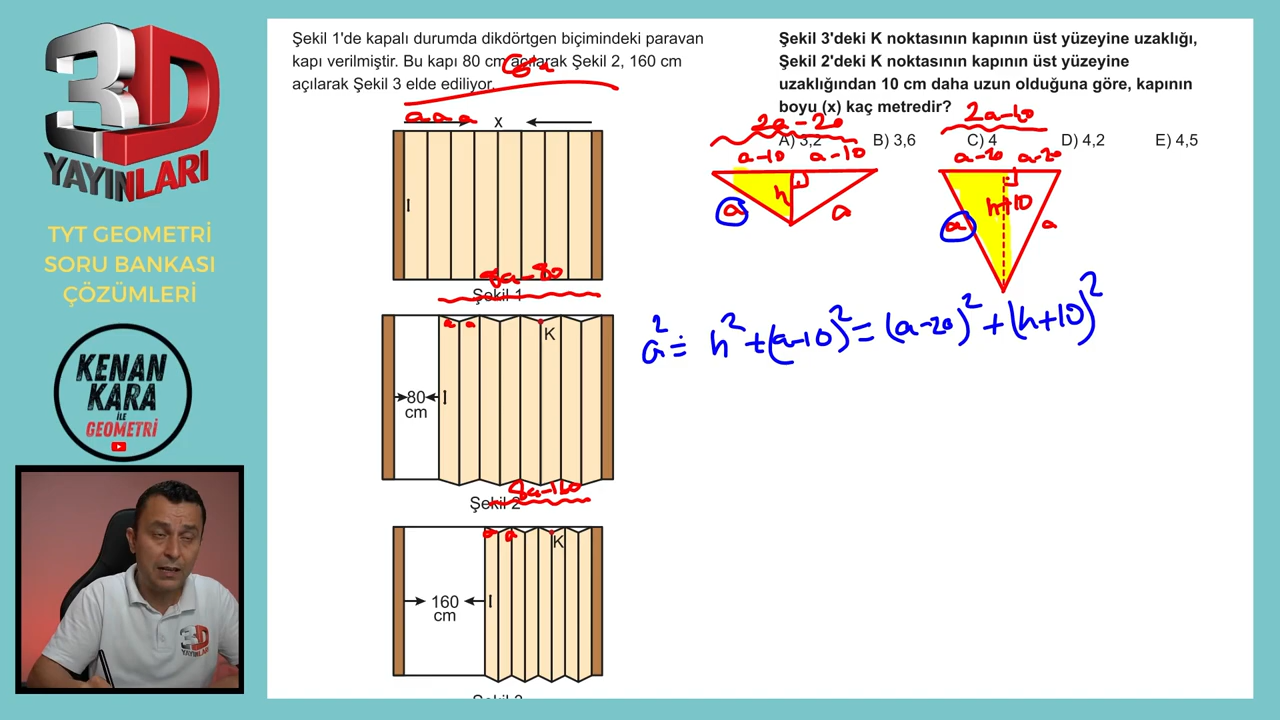 3D
YAYINLARI
TYT GEOMETRİ
SORU BANKASI
ÇÖZÜMLERİ
KENAN
KARA
İLE
GEOMETRİ
3D
YAYINLARI
Şekil 1'de kapalı durumda dikdörtgen biçimindeki paravan
kapı verilmiştir. Bu kapı 80 cm açılarak Şekil 2, 160 cm
açılarak Şekil 3 elde ediliyor.
a a a
x
8a-80
Şekil 1
a a
K
80
cm
8a-160
Şekil 2
a
K
160
cm
Şekil 3'deki K noktasının kapının üst yüzeyine uzaklığı,
Şekil 2'deki K noktasının kapının üst yüzeyine
uzaklığından 10 cm daha uzun olduğuna göre, kapının
boyu (x) kaç metredir?
A) 3,2 B) 3,6 C) 4 D) 4,2 E) 4,5
2a-20
a-10 a-10
h
a a
2a-40
a-20 a-20
h+10
a a
a² = h² + (a-10)² = (a-20)² + (h+10)²